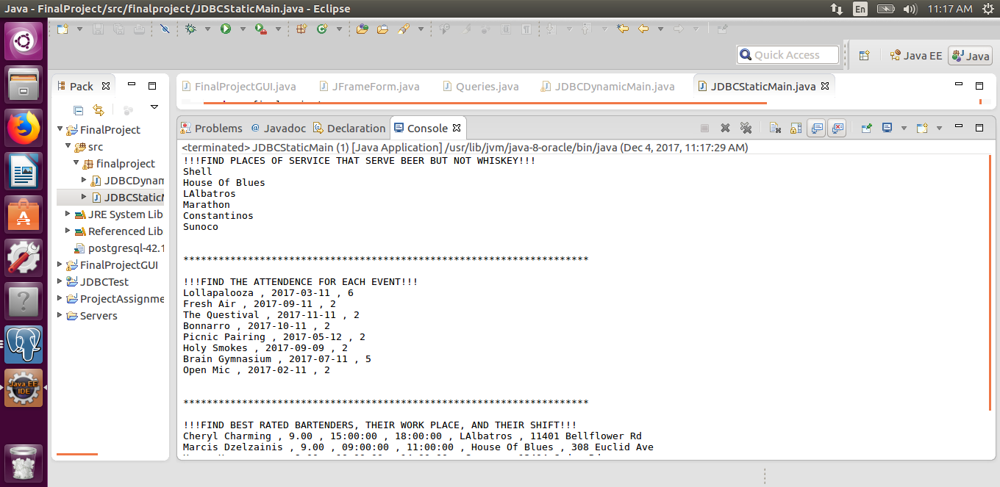 Java - FinalProject/src/finalproject/JDBCStaticMain.java - Eclipse
En
11:17 AM
Quick Access
Java EE
Java
Pack
FinalProjectGUI.java
JFrameForm.java
Queries.java
JDBCDynamicMain.java
JDBCStaticMain.java
FinalProject
src
finalproject
JDBCDynam
JDBCStaticM
JRE System Lib
Referenced Lib
postgresql-42.1
FinalProjectGUI
JDBCTest
ProjectAssignme
Servers
Java EE
IDE
Problems
@ Javadoc
Declaration
Console
<terminated> JDBCStaticMain (1) [Java Application] /usr/lib/jvm/java-8-oracle/bin/java (Dec 4, 2017, 11:17:29 AM)
!!!FIND PLACES OF SERVICE THAT SERVE BEER BUT NOT WHISKEY!!!
Shell
House Of Blues
LAlbatros
Marathon
Constantinos
Sunoco
*********************************************************************
!!!FIND THE ATTENDENCE FOR EACH EVENT!!!
Lollapalooza , 2017-03-11 , 6
Fresh Air , 2017-09-11 , 2
The Questival , 2017-11-11 , 2
Bonnarro , 2017-10-11 , 2
Picnic Pairing , 2017-05-12 , 2
Holy Smokes , 2017-09-09 , 2
Brain Gymnasium , 2017-07-11 , 5
Open Mic , 2017-02-11 , 2
*********************************************************************
!!!FIND BEST RATED BARTENDERS, THEIR WORK PLACE, AND THEIR SHIFT!!!
Cheryl Charming , 9.00 , 15:00:00 , 18:00:00 , LAlbatros , 11401 Bellflower Rd
Marcis Dzelzainis , 9.00 , 09:00:00 , 11:00:00 , House Of Blues , 308 Euclid Ave